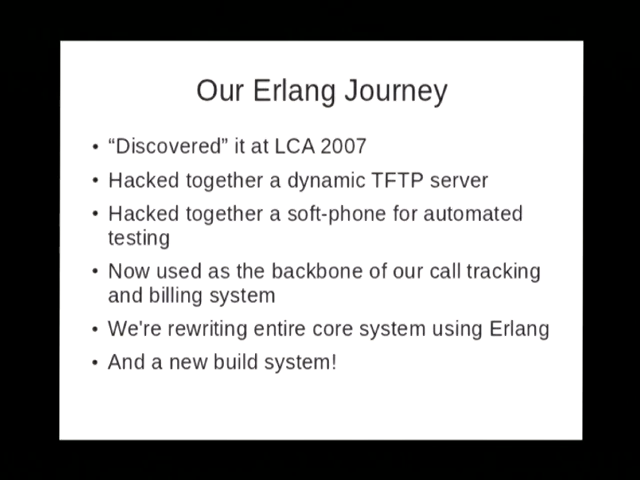 Our Erlang Journey
• “Discovered” it at LCA 2007
• Hacked together a dynamic TFTP server
• Hacked together a soft-phone for automated
testing
• Now used as the backbone of our call tracking
and billing system
• We're rewriting entire core system using Erlang
• And a new build system!